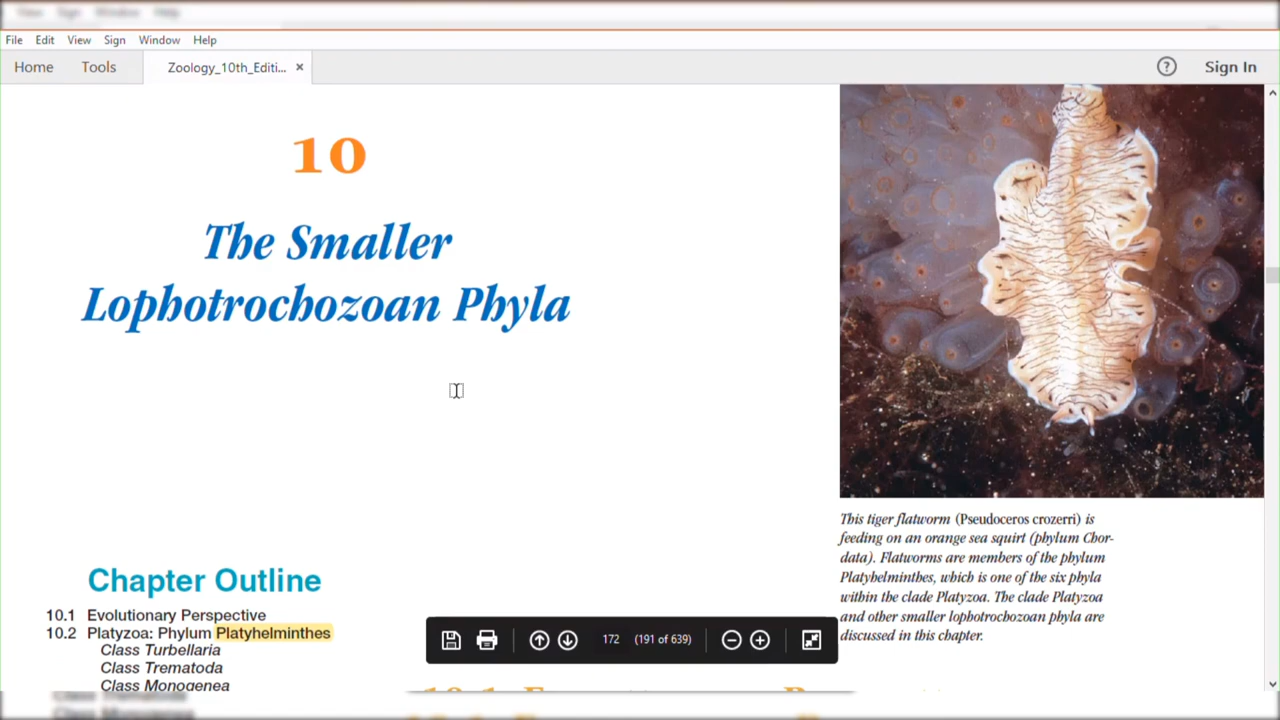 View Sign Window Help
File Edit View Sign Window Help
Home Tools Zoology_10th_Editi... × ? Sign In
10
The Smaller
Lophotrochozoan Phyla
This tiger flatworm (Pseudoceros crozerri) is
feeding on an orange sea squirt (phylum Chor-
data). Flatworms are members of the phylum
Platyhelminthes, which is one of the six phyla
within the clade Platyzoa. The clade Platyzoa
and other smaller lophotrochozoan phyla are
discussed in this chapter.
Chapter Outline
10.1 Evolutionary Perspective
10.2 Platyzoa: Phylum Platyhelminthes
Class Turbellaria
Class Trematoda
Class Monogenea
172 (191 of 639)